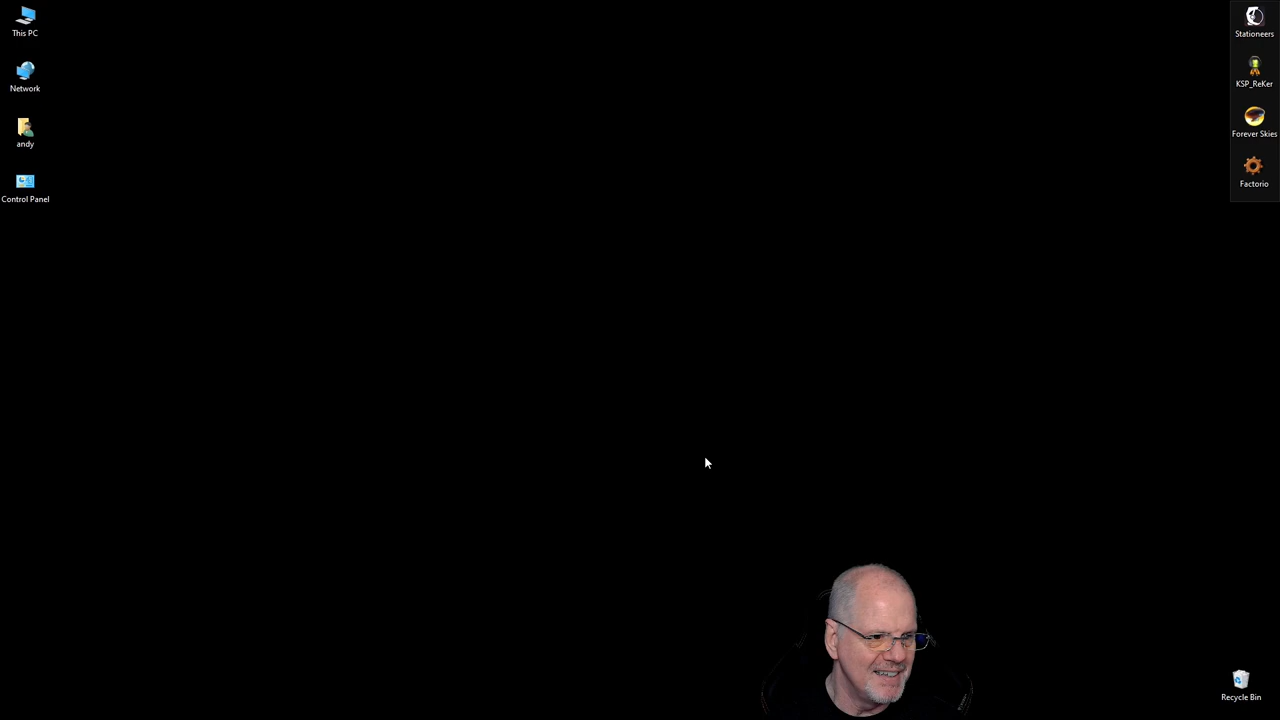 This PC
Network
andy
Control Panel
Stationeers
KSP_ReKer
Forever Skies
Factorio
Recycle Bin